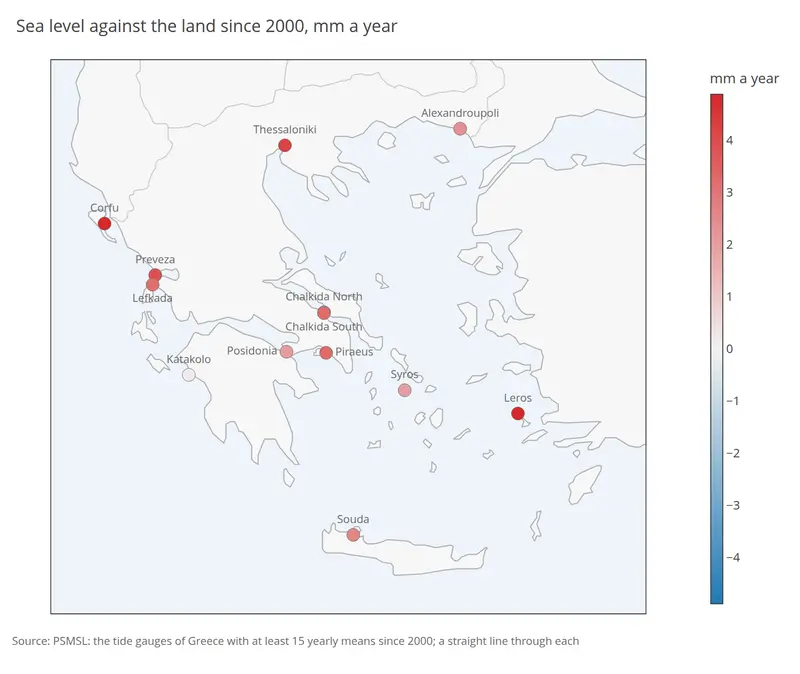 Sea level against the land since 2000, mm a year
mm a year
Alexandroupoli
Thessaloniki
Corfu
Preveza
Lefkada
Chalkida North
Chalkida South
Posidonia
Piraeus
Katakolo
Syros
Leros
Souda
4
3
2
1
0
−1
−2
−3
−4
Source: PSMSL: the tide gauges of Greece with at least 15 yearly means since 2000; a straight line through each